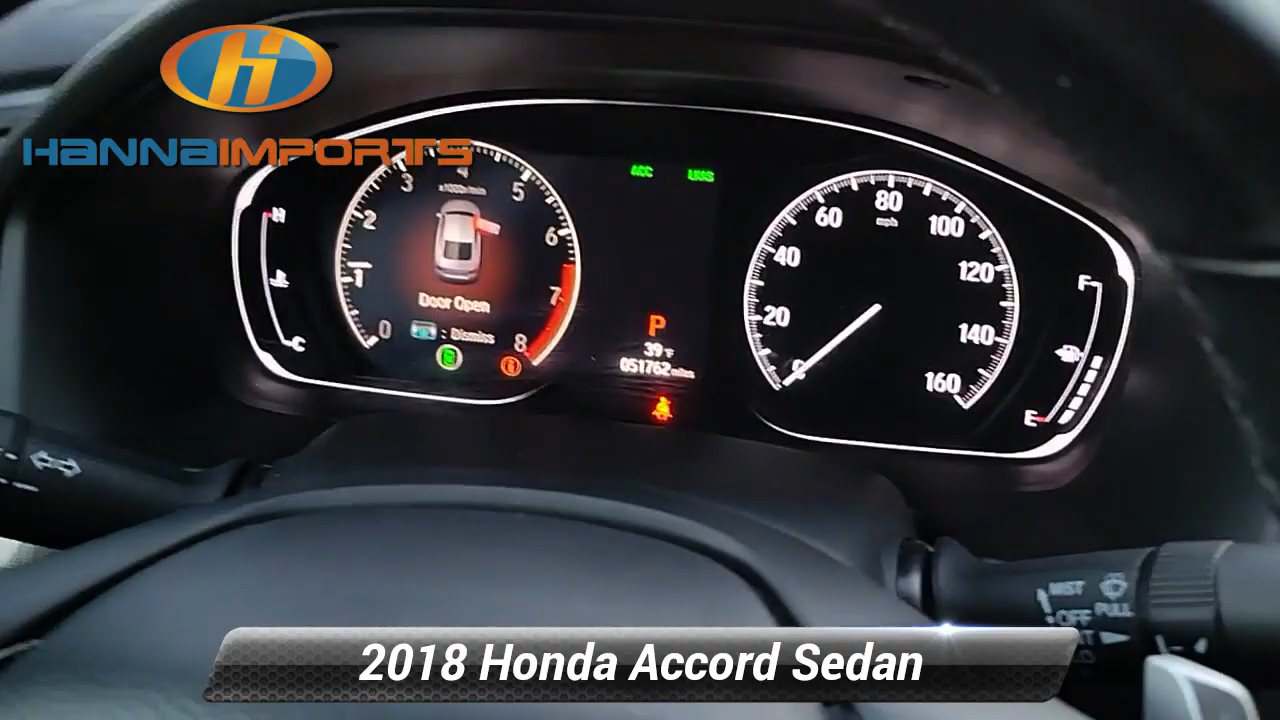 HANNAIMPORTS
H
C
0 1 2 3 4 5 6 7 8
x1000r/min
Door Open
: Dismiss
ACC
P
39°F
051762 miles
20 40 60 80 100 120 140 160
mph
F
E
MIST
OFF
PULL
2018 Honda Accord Sedan